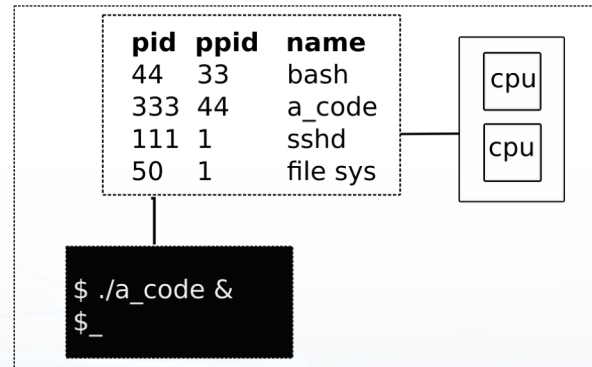 pid ppid name
44 33 bash
333 44 a_code
111 1 sshd
50 1 file sys
cpu
cpu
$ ./a_code &
$_